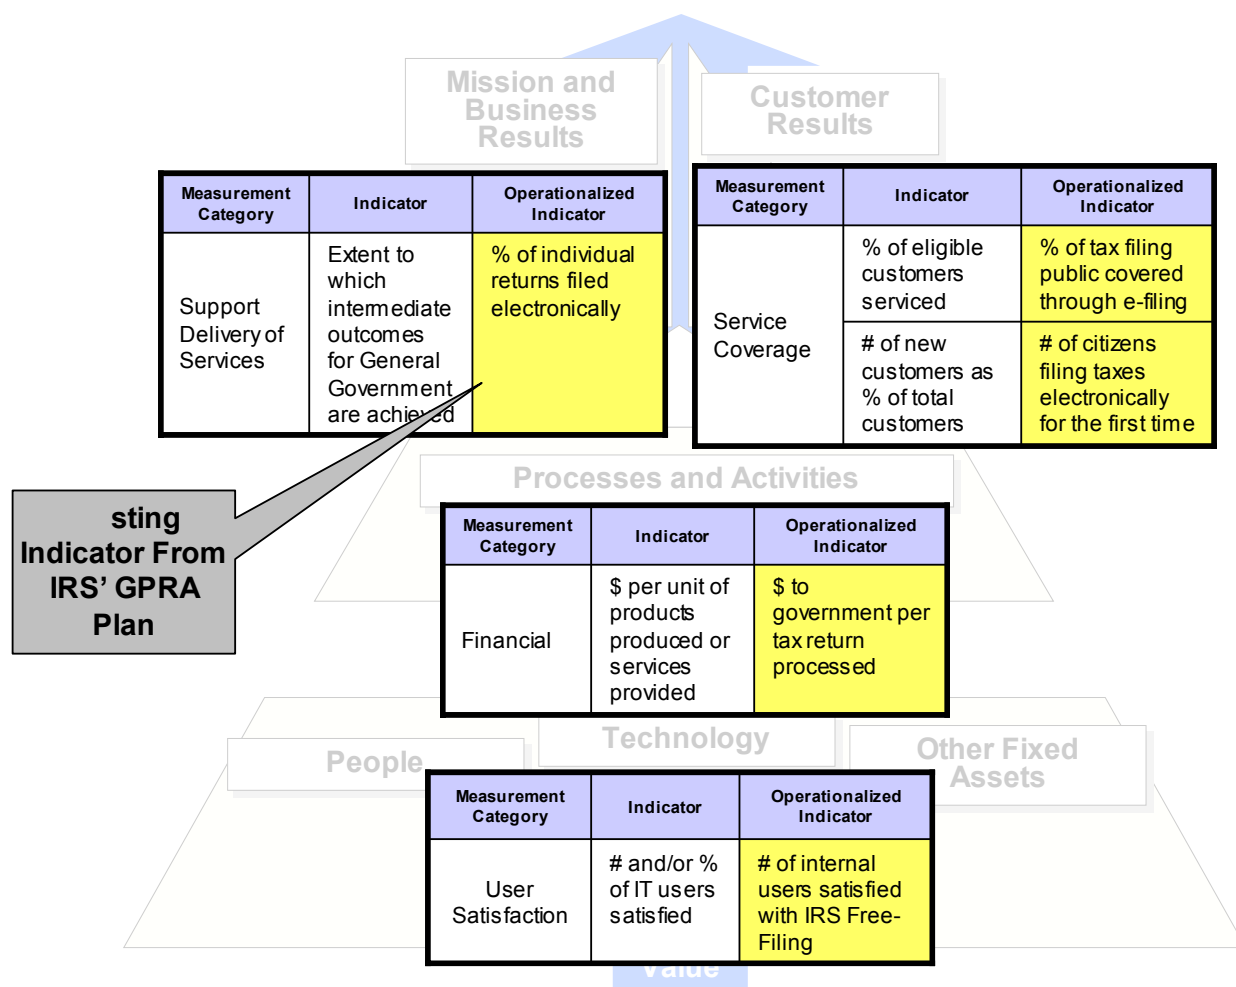 Mission and
Business
Results
Customer
Results
Measurement
Category
Indicator
Operationalized
Indicator
Support
Delivery of
Services
Extent to
which
intermediate
outcomes
for General
Government
are achieved
% of individual
returns filed
electronically
Measurement
Category
Indicator
Operationalized
Indicator
Service
Coverage
% of eligible
customers
serviced
% of tax filing
public covered
through e-filing
# of new
customers as
% of total
customers
# of citizens
filing taxes
electronically
for the first time
sting
Indicator From
IRS’ GPRA
Plan
Processes and Activities
Measurement
Category
Indicator
Operationalized
Indicator
Financial
$ per unit of
products
produced or
services
provided
$ to
government per
tax return
processed
People
Technology
Other Fixed
Assets
Measurement
Category
Indicator
Operationalized
Indicator
User
Satisfaction
# and/or %
of IT users
satisfied
# of internal
users satisfied
with IRS Free-
Filing
Value